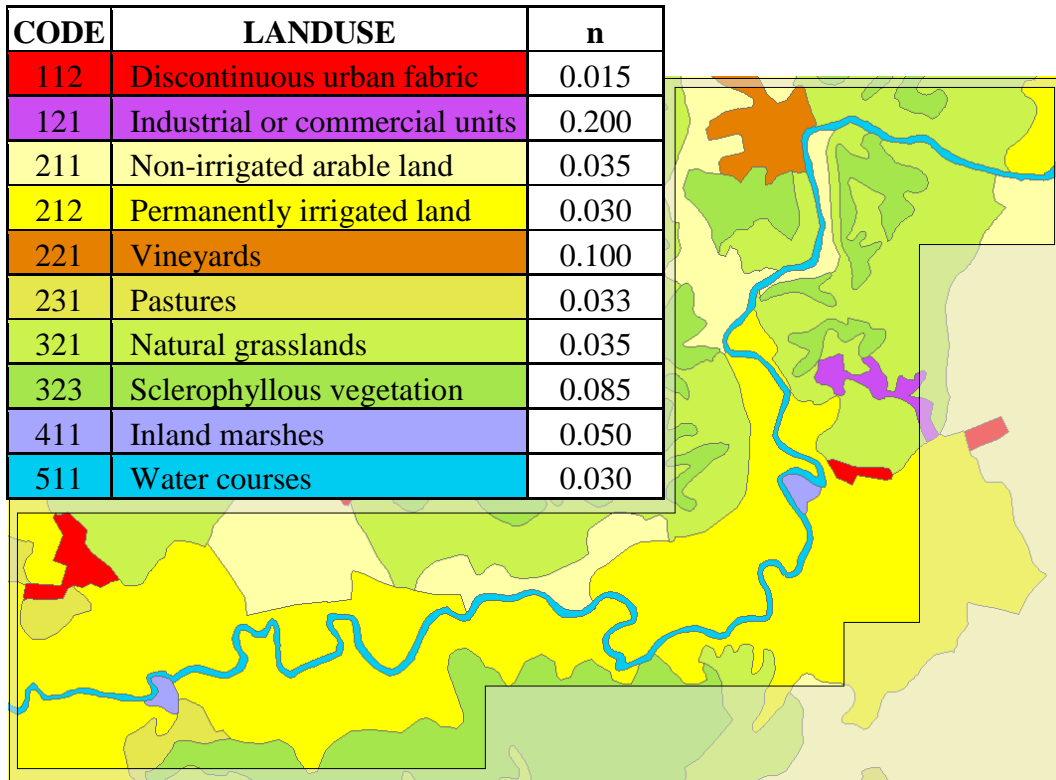 CODE LANDUSE n
112 Discontinuous urban fabric 0.015
121 Industrial or commercial units 0.200
211 Non-irrigated arable land 0.035
212 Permanently irrigated land 0.030
221 Vineyards 0.100
231 Pastures 0.033
321 Natural grasslands 0.035
323 Sclerophyllous vegetation 0.085
411 Inland marshes 0.050
511 Water courses 0.030